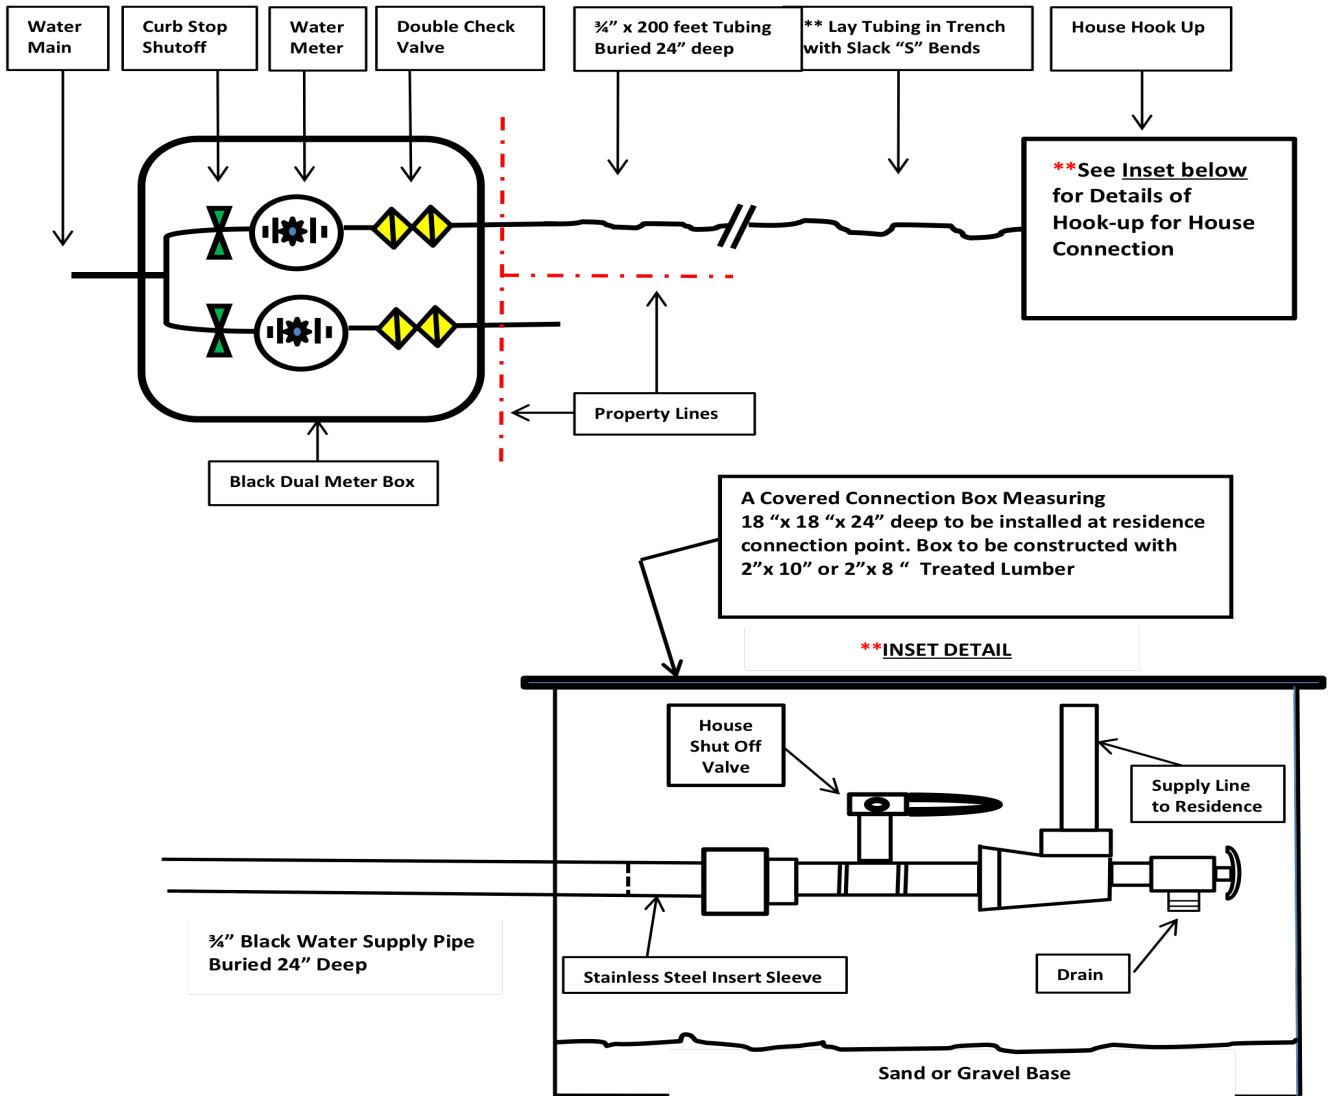 Water
Main
Curb Stop
Shutoff
Water
Meter
Double Check
Valve
¾” x 200 feet Tubing
Buried 24” deep
** Lay Tubing in Trench
with Slack “S” Bends
House Hook Up
**See Inset below
for Details of
Hook-up for House
Connection
Property Lines
Black Dual Meter Box
A Covered Connection Box Measuring
18 “x 18 “x 24” deep to be installed at residence
connection point. Box to be constructed with
2”x 10” or 2”x 8 “ Treated Lumber
**INSET DETAIL
House
Shut Off
Valve
Supply Line
to Residence
¾” Black Water Supply Pipe
Buried 24” Deep
Stainless Steel Insert Sleeve
Drain
Sand or Gravel Base